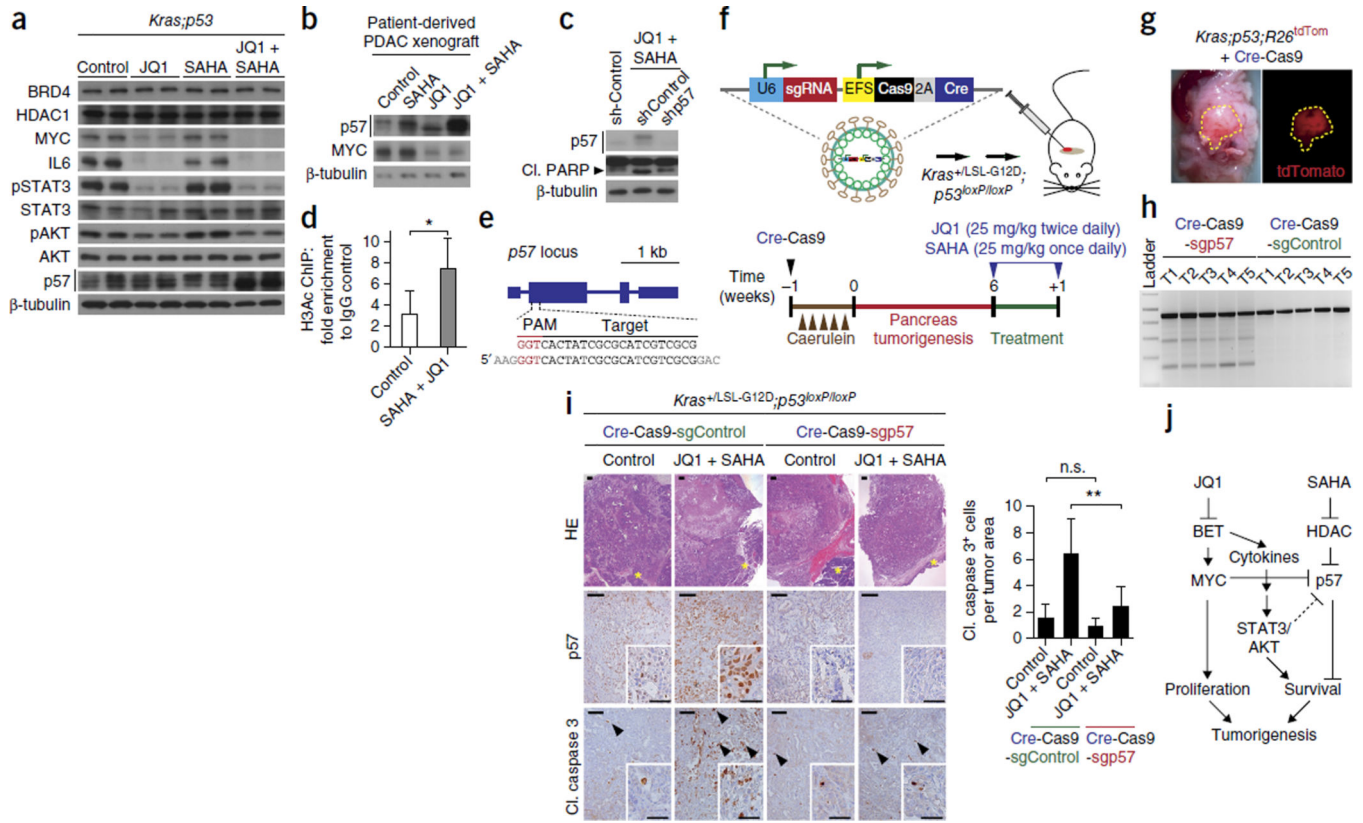 a
Kras;p53
Control JQ1 SAHA JQ1 + SAHA
BRD4
HDAC1
MYC
IL6
pSTAT3
STAT3
pAKT
AKT
p57
β-tubulin
b
Patient-derived
PDAC xenograft
Control SAHA JQ1 JQ1 + SAHA
p57
MYC
β-tubulin
c
JQ1 +
SAHA
sh-Control shControl shp57
p57
Cl. PARP
β-tubulin
d
*
H3Ac ChIP:
fold enrichment
to IgG control
10
8
6
4
2
0
Control
SAHA + JQ1
e
p57 locus
1 kb
PAM Target
GGTCACTATCGCGCATCGTCGCG
5′ AAGGGTCACTATCGCGCATCGTCGCGGAC
f
U6 sgRNA EFS Cas9 2A Cre
Kras+/LSL-G12D;
p53loxP/loxP
JQ1 (25 mg/kg twice daily)
SAHA (25 mg/kg once daily)
Cre-Cas9
Time
(weeks)
−1 0 6 +1
Caerulein
Pancreas
tumorigenesis
Treatment
g
Kras;p53;R26tdTom
+ Cre-Cas9
tdTomato
h
Cre-Cas9
-sgp57
Cre-Cas9
-sgControl
Ladder T1 T2 T3 T4 T5 T1 T2 T3 T4 T5
i
Kras+/LSL-G12D;p53loxP/loxP
Cre-Cas9-sgControl Cre-Cas9-sgp57
Control JQ1 + SAHA Control JQ1 + SAHA
HE
*
*
*
*
p57
Cl. caspase 3
n.s.
**
Cl. caspase 3+ cells
per tumor area
10
8
6
4
2
0
Control
JQ1 + SAHA
Control
JQ1 + SAHA
Cre-Cas9
-sgControl
Cre-Cas9
-sgp57
j
JQ1 SAHA
BET HDAC
Cytokines
MYC p57
STAT3/
AKT
Proliferation Survival
Tumorigenesis